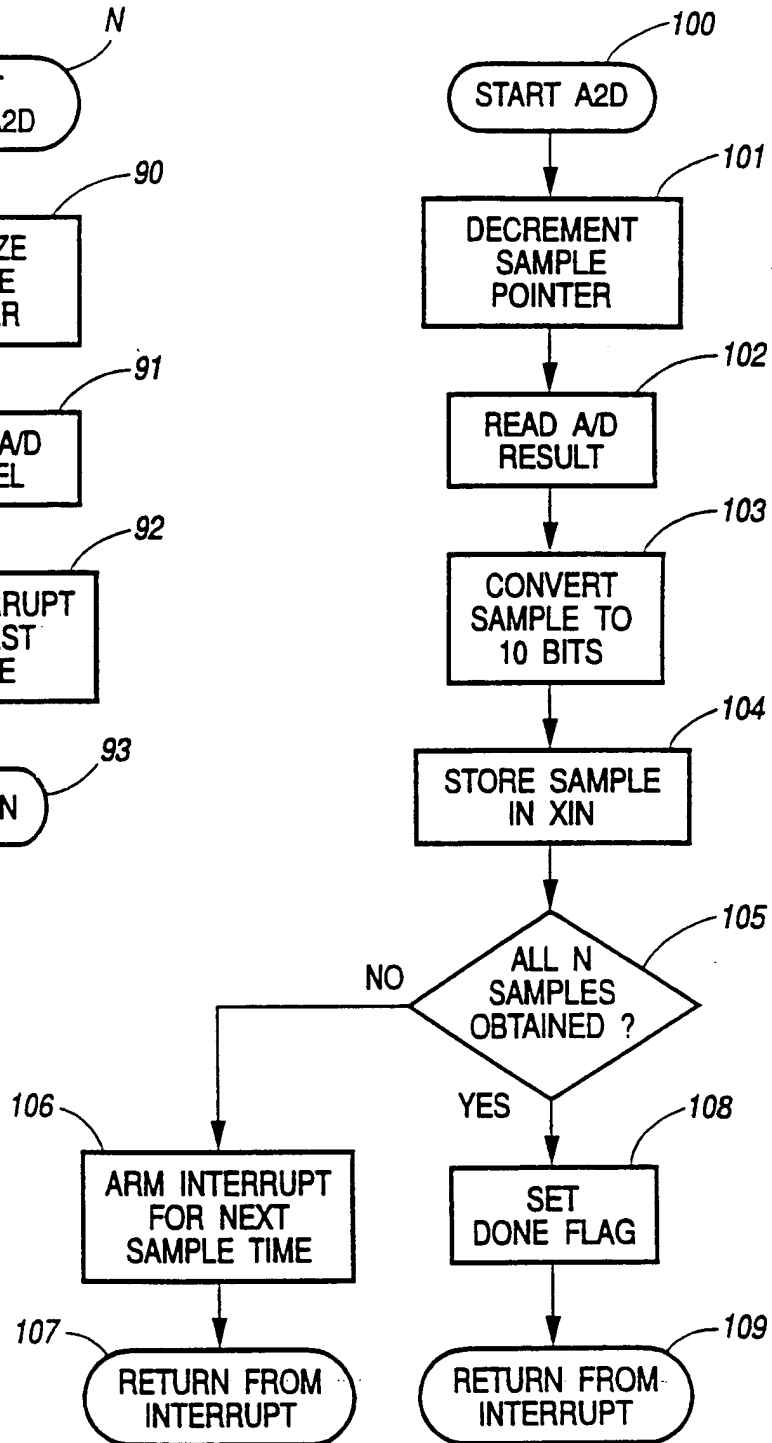 N
A2D
90
ZE
E
R
91
A/D
EL
92
RRUPT
ST
E
93
N
100
START A2D
101
DECREMENT
SAMPLE
POINTER
102
READ A/D
RESULT
103
CONVERT
SAMPLE TO
10 BITS
104
STORE SAMPLE
IN XIN
105
ALL N
SAMPLES
OBTAINED ?
NO
YES
106
ARM INTERRUPT
FOR NEXT
SAMPLE TIME
107
RETURN FROM
INTERRUPT
108
SET
DONE FLAG
109
RETURN FROM
INTERRUPT